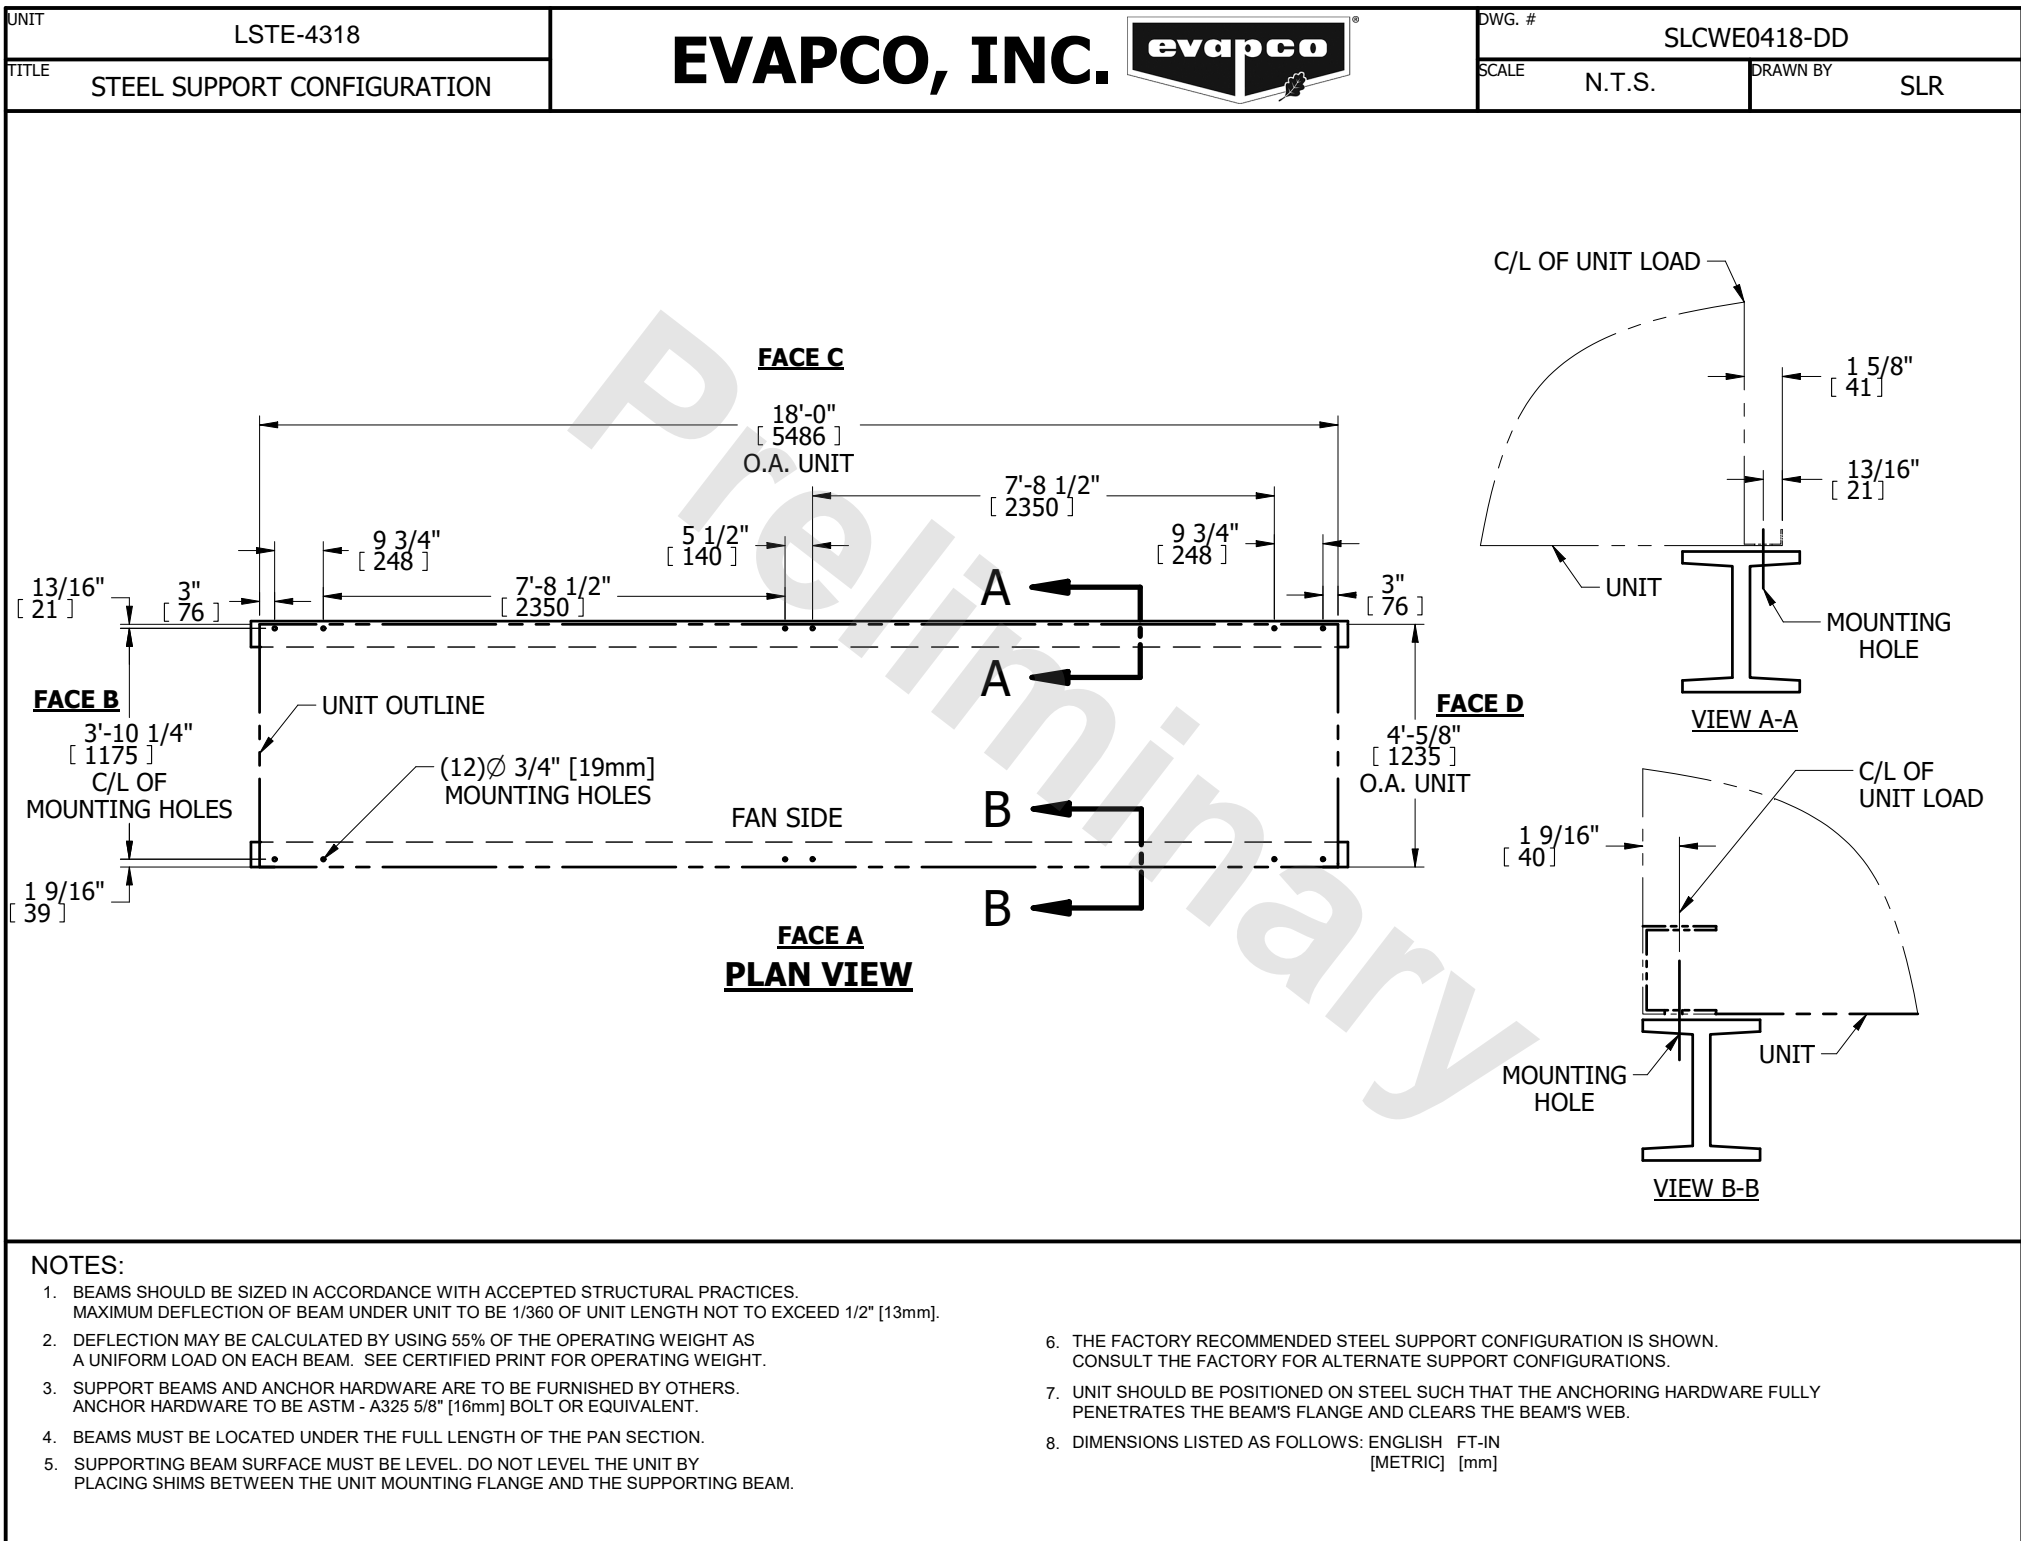 UNIT
LSTE-4318
TITLE
STEEL SUPPORT CONFIGURATION
EVAPCO, INC.
evapco
®
DWG. #
SLCWE0418-DD
SCALE
N.T.S.
DRAWN BY
SLR
Preliminary
FACE C
18'-0"
[ 5486 ]
O.A. UNIT
7'-8 1/2"
[ 2350 ]
9 3/4"
[ 248 ]
5 1/2"
[ 140 ]
9 3/4"
[ 248 ]
13/16"
[ 21 ]
3"
[ 76 ]
7'-8 1/2"
[ 2350 ]
A
3"
[ 76 ]
A
FACE B
UNIT OUTLINE
FACE D
3'-10 1/4"
[ 1175 ]
C/L OF
MOUNTING HOLES
(12)Ø 3/4" [19mm]
MOUNTING HOLES
4'-5/8"
[ 1235 ]
O.A. UNIT
FAN SIDE
B
B
1 9/16"
[ 39 ]
FACE A
PLAN VIEW
C/L OF UNIT LOAD
1 5/8"
[ 41 ]
13/16"
[ 21 ]
UNIT
MOUNTING
HOLE
VIEW A-A
C/L OF
UNIT LOAD
1 9/16"
[ 40 ]
UNIT
MOUNTING
HOLE
VIEW B-B
NOTES:
1. BEAMS SHOULD BE SIZED IN ACCORDANCE WITH ACCEPTED STRUCTURAL PRACTICES.
MAXIMUM DEFLECTION OF BEAM UNDER UNIT TO BE 1/360 OF UNIT LENGTH NOT TO EXCEED 1/2" [13mm].
2. DEFLECTION MAY BE CALCULATED BY USING 55% OF THE OPERATING WEIGHT AS
A UNIFORM LOAD ON EACH BEAM. SEE CERTIFIED PRINT FOR OPERATING WEIGHT.
3. SUPPORT BEAMS AND ANCHOR HARDWARE ARE TO BE FURNISHED BY OTHERS.
ANCHOR HARDWARE TO BE ASTM - A325 5/8" [16mm] BOLT OR EQUIVALENT.
4. BEAMS MUST BE LOCATED UNDER THE FULL LENGTH OF THE PAN SECTION.
5. SUPPORTING BEAM SURFACE MUST BE LEVEL. DO NOT LEVEL THE UNIT BY
PLACING SHIMS BETWEEN THE UNIT MOUNTING FLANGE AND THE SUPPORTING BEAM.
6. THE FACTORY RECOMMENDED STEEL SUPPORT CONFIGURATION IS SHOWN.
CONSULT THE FACTORY FOR ALTERNATE SUPPORT CONFIGURATIONS.
7. UNIT SHOULD BE POSITIONED ON STEEL SUCH THAT THE ANCHORING HARDWARE FULLY
PENETRATES THE BEAM'S FLANGE AND CLEARS THE BEAM'S WEB.
8. DIMENSIONS LISTED AS FOLLOWS: ENGLISH FT-IN
[METRIC] [mm]